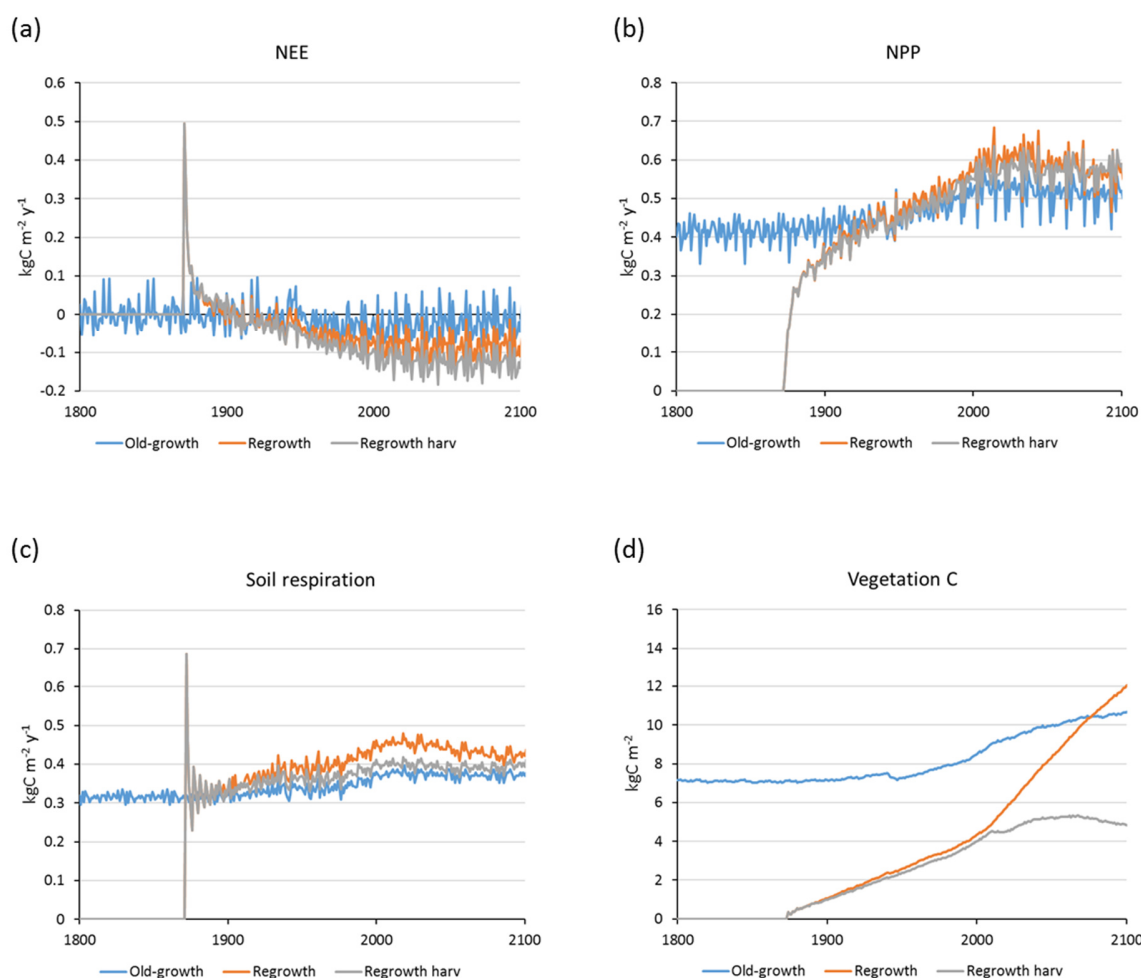 (a)
NEE
kgC m⁻² y⁻¹
0.6
0.5
0.4
0.3
0.2
0.1
0
-0.1
-0.2
1800 1900 2000 2100
Old-growth Regrowth Regrowth harv
(b)
NPP
kgC m⁻² y⁻¹
0.8
0.7
0.6
0.5
0.4
0.3
0.2
0.1
0
1800 1900 2000 2100
Old-growth Regrowth Regrowth harv
(c)
Soil respiration
kgC m⁻² y⁻¹
0.8
0.7
0.6
0.5
0.4
0.3
0.2
0.1
0
1800 1900 2000 2100
Old-growth Regrowth Regrowth harv
(d)
Vegetation C
kgC m⁻²
16
14
12
10
8
6
4
2
0
1800 1900 2000 2100
Old-growth Regrowth Regrowth harv